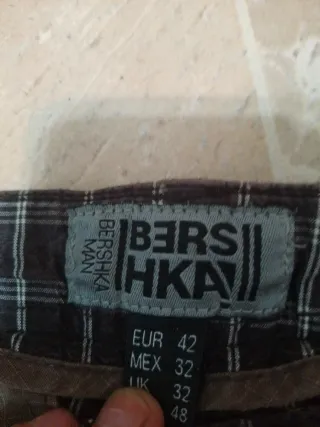 BERSHKA
MAN
BERS
HKA
EUR 42
MEX 32
UK 32
48